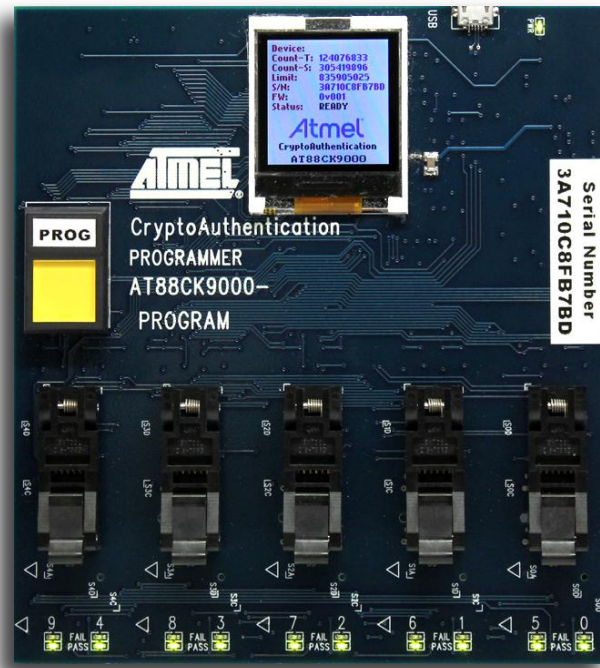 USB
PWR
Device:
Count-T: 124076833
Count-S: 305419896
Limit: 835905025
S/N: 3A710C8FB7BD
FW: 0v001
Status: READY
Atmel
CryptoAuthentication
AT88CK9000
ATMEL
®
PROG
CryptoAuthentication
PROGRAMMER
AT88CK9000-
PROGRAM
Serial Number
3A710C8FB7BD
9 FAIL PASS 4
8 FAIL PASS 3
7 FAIL PASS 2
6 FAIL PASS 1
5 FAIL PASS 0